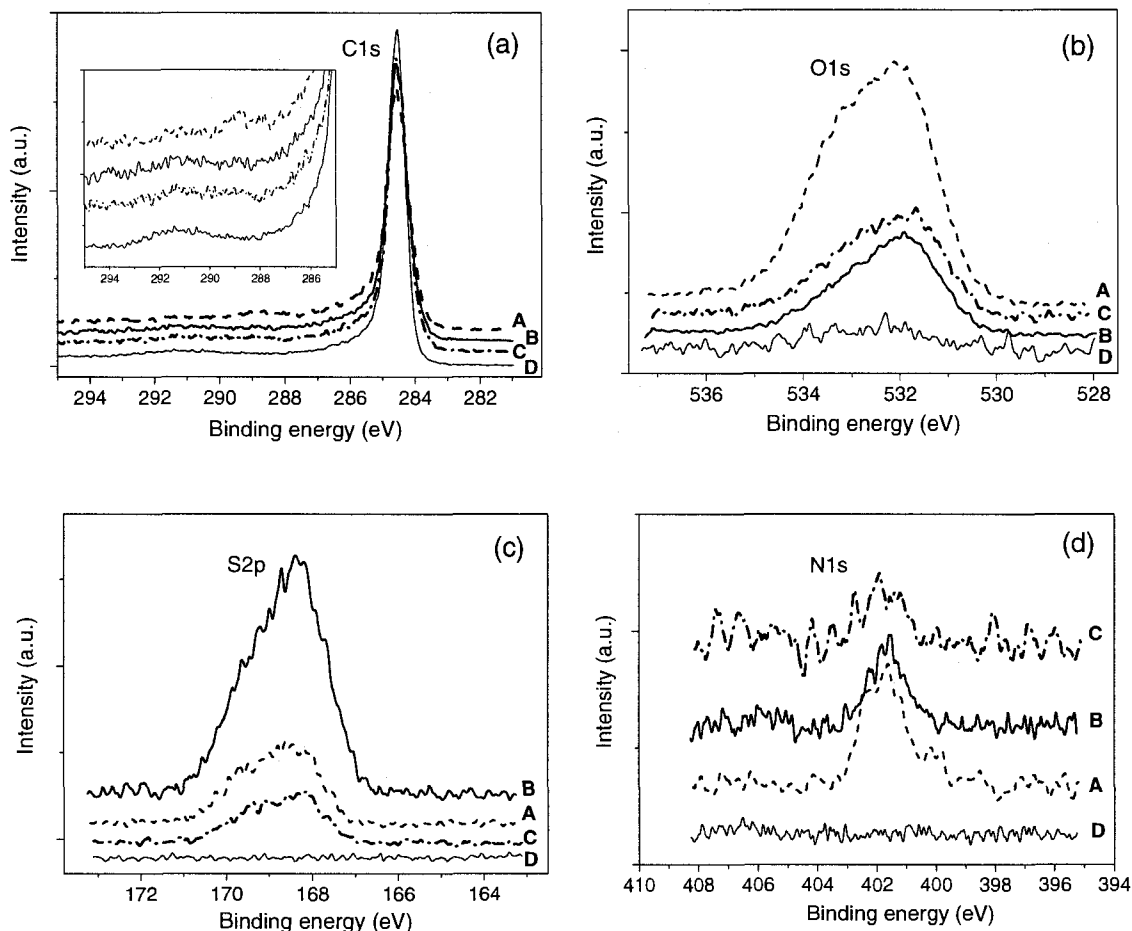 (a)
C1s
Intensity (a.u.)
294 292 290 288 286
A
B
C
D
294 292 290 288 286 284 282
Binding energy (eV)
(b)
O1s
Intensity (a.u.)
A
C
B
D
536 534 532 530 528
Binding energy (eV)
(c)
S2p
Intensity (a.u.)
B
A
C
D
172 170 168 166 164
Binding energy (eV)
(d)
N1s
Intensity (a.u.)
C
B
A
D
410 408 406 404 402 400 398 396 394
Binding energy (eV)